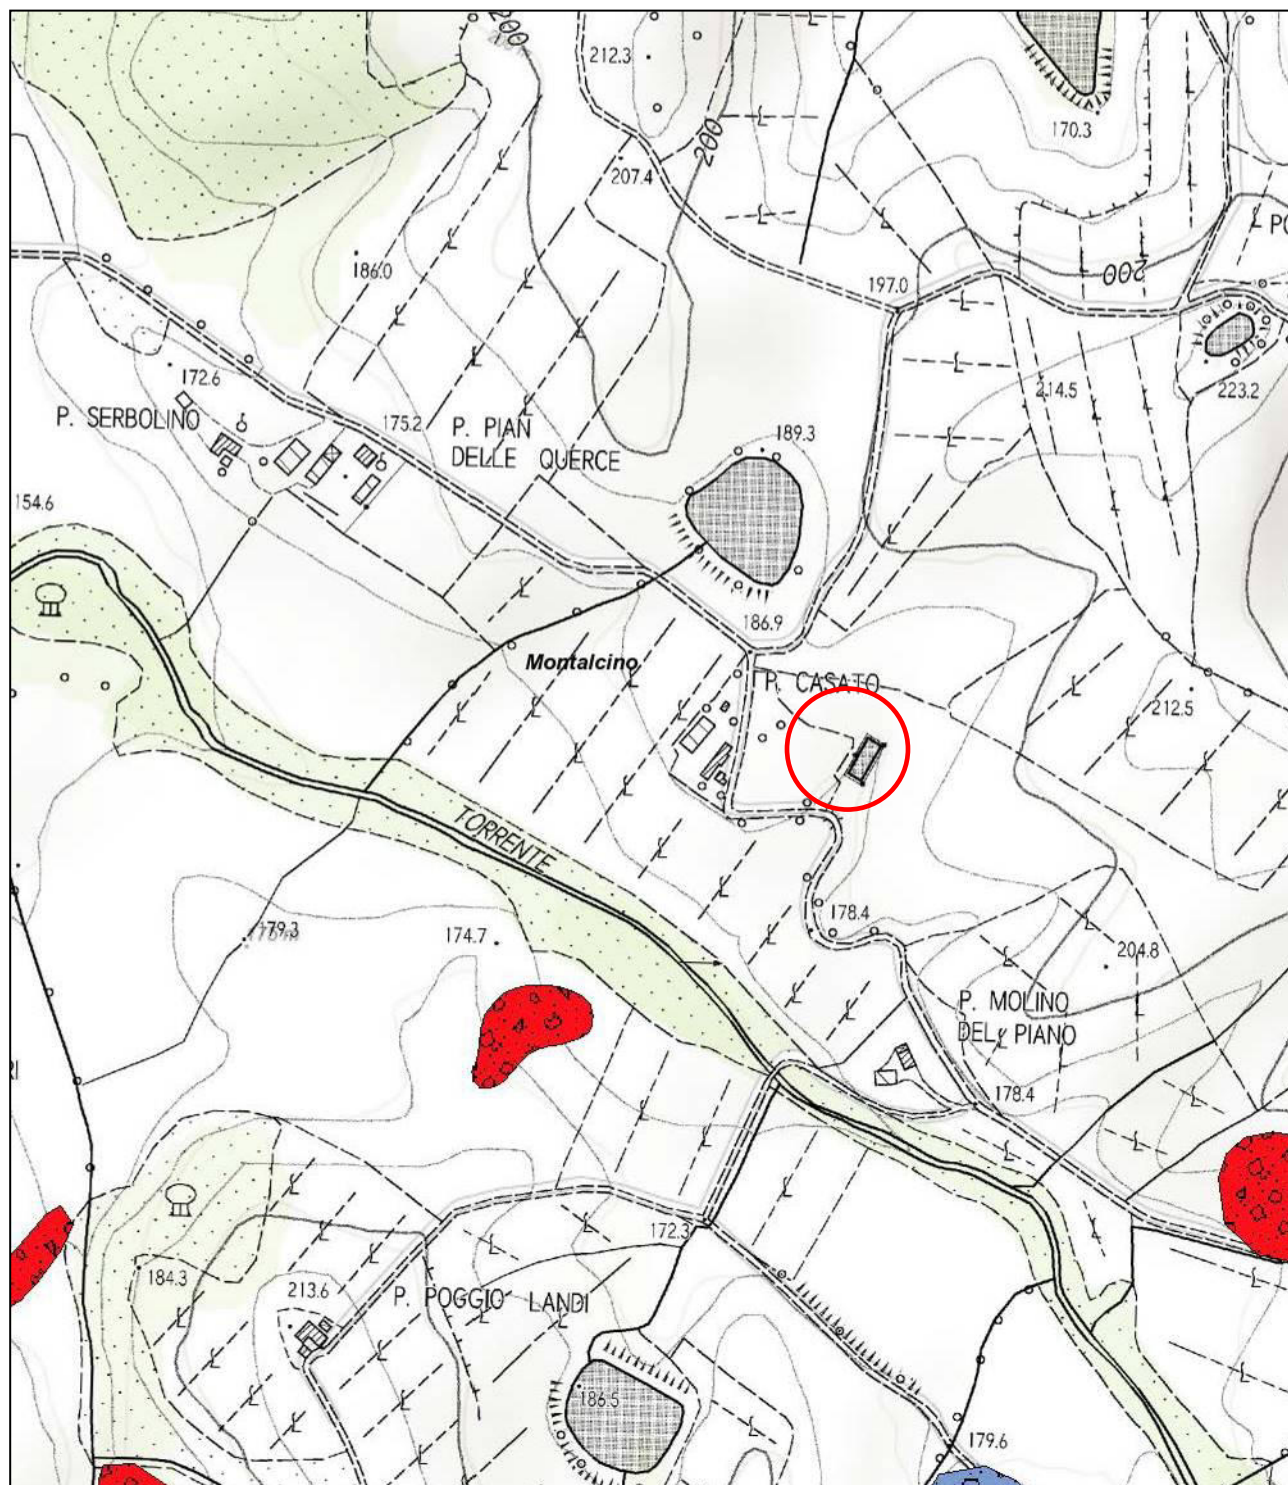 200
212.3
170.3
200
207.4
PO
186.0
200
197.0
172.6
214.5
223.2
P. SERBOLINO
175.2
P. PIAN
DELLE QUERCE
189.3
154.6
186.9
Montalcino
P. CASATO
212.5
TORRENTE
178.4
179.3
174.7
204.8
P. MOLINO
DEL PIANO
RI
178.4
172.3
184.3
213.6
P. POGGIO LANDI
186.5
179.6